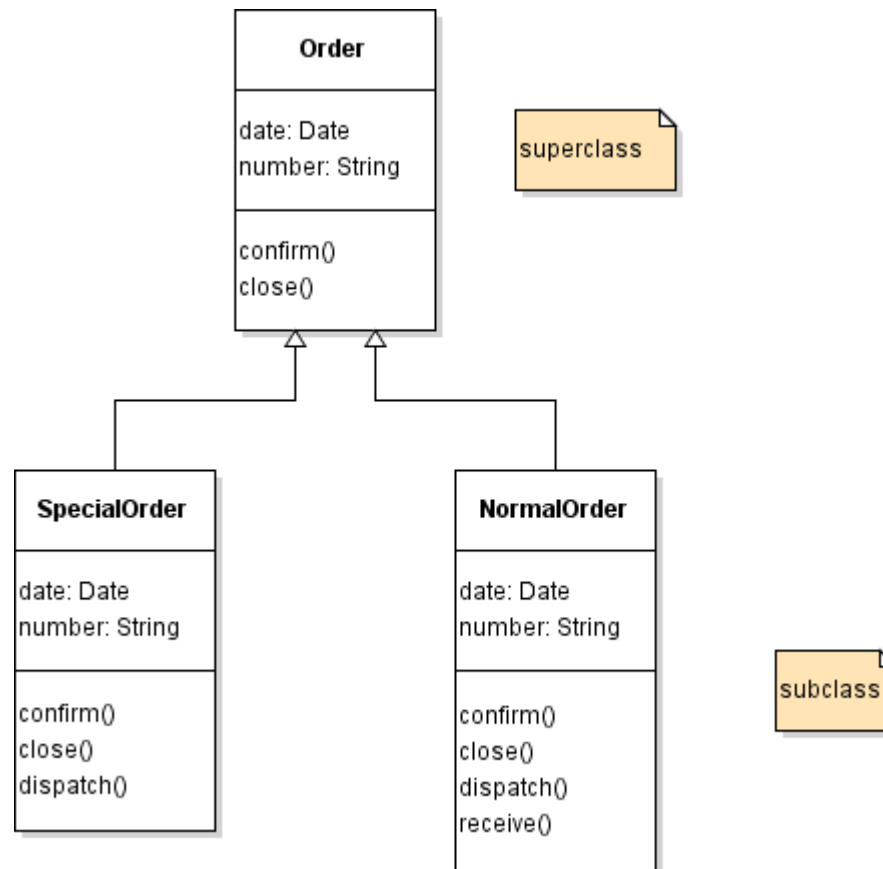 Order
date: Date
number: String
confirm()
close()
superclass
SpecialOrder
date: Date
number: String
confirm()
close()
dispatch()
NormalOrder
date: Date
number: String
confirm()
close()
dispatch()
receive()
subclass